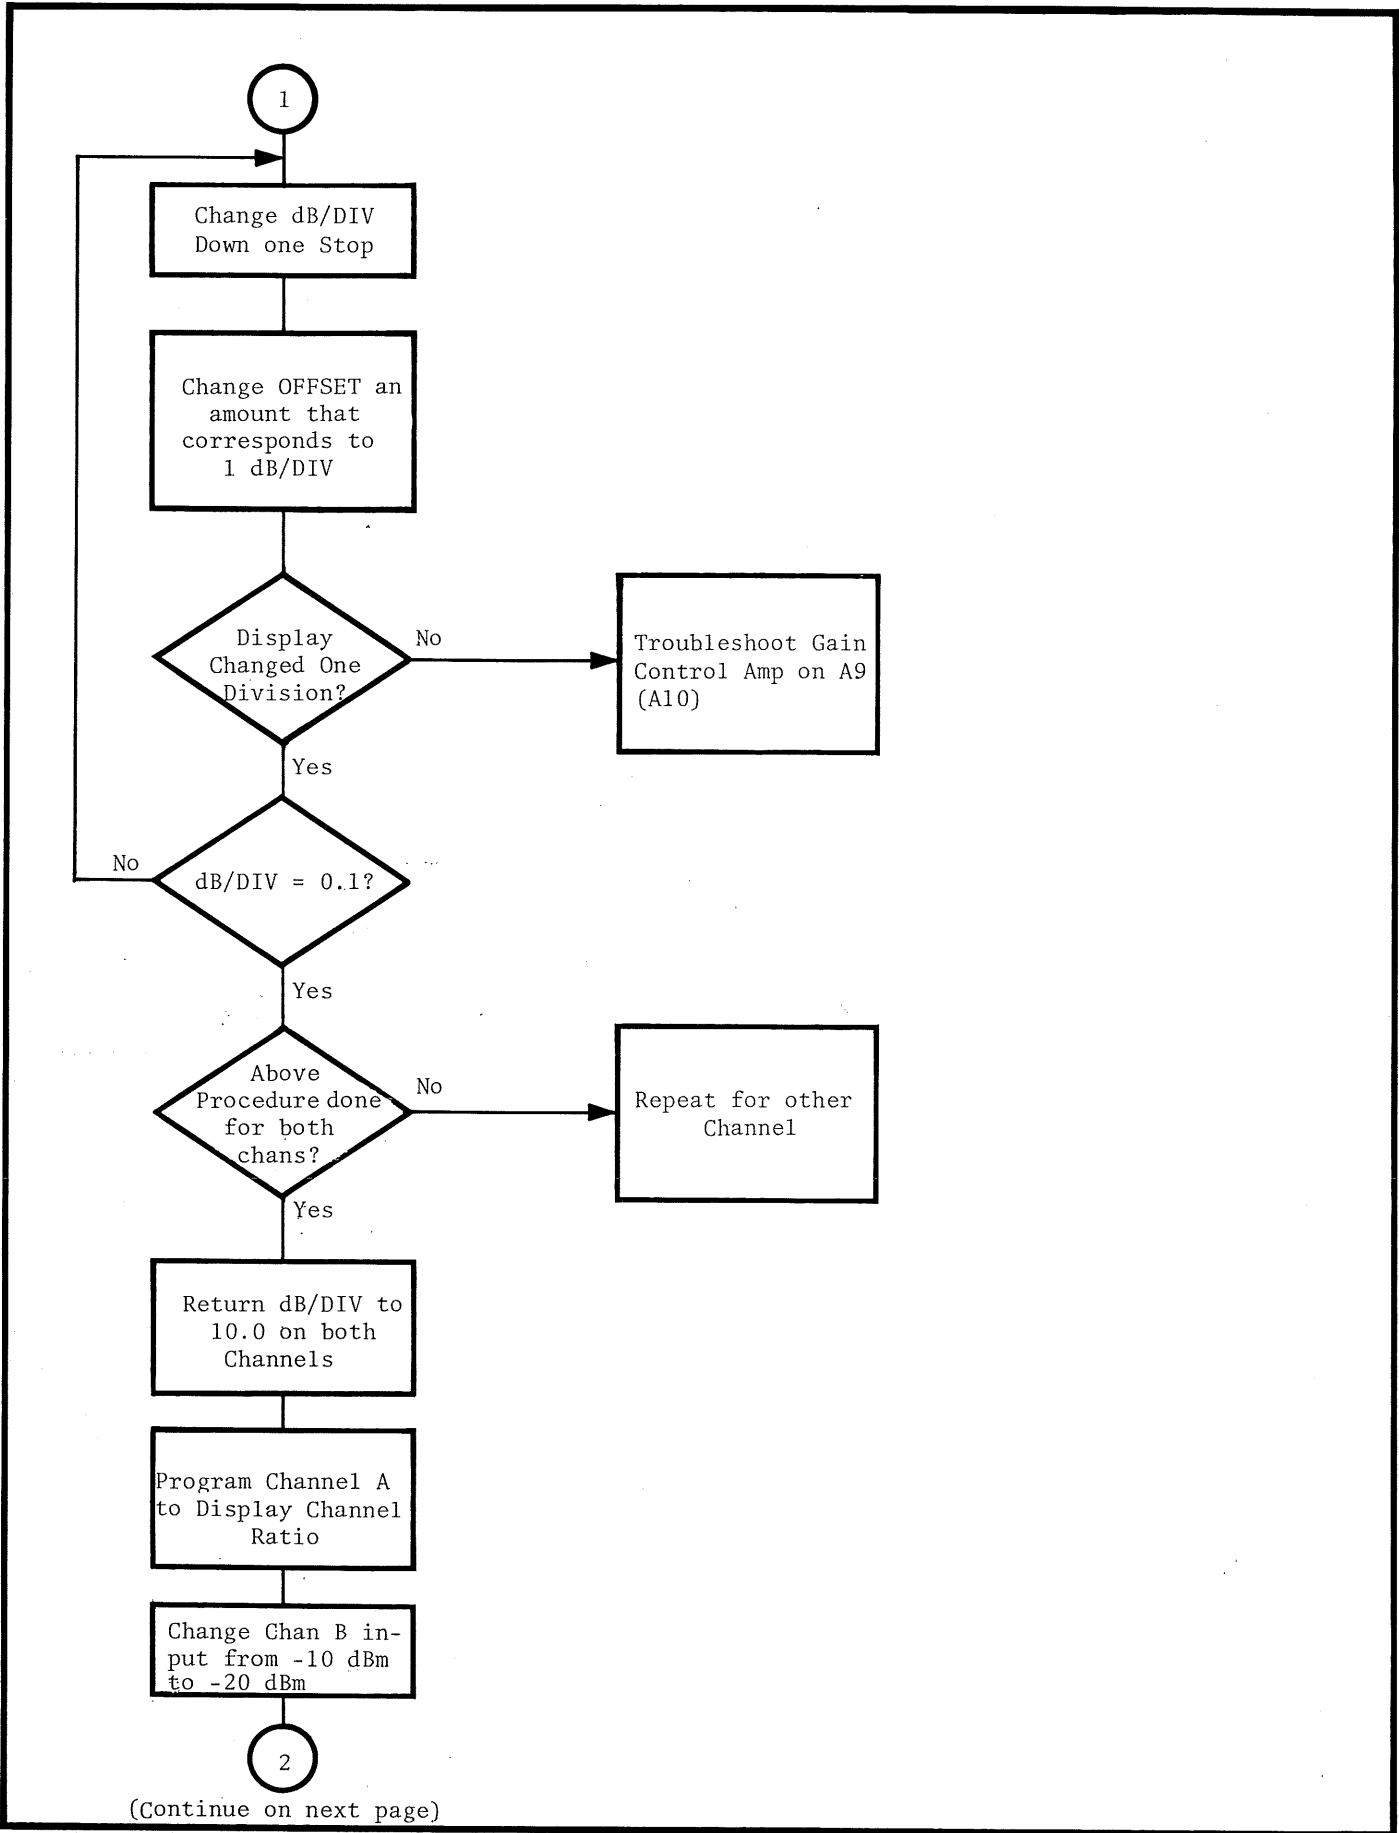 1
Change dB/DIV
Down one Stop
Change OFFSET an
amount that
corresponds to
1 dB/DIV
Display
Changed One
Division?
No
Troubleshoot Gain
Control Amp on A9
(A10)
Yes
No
dB/DIV = 0.1?
Yes
Above
Procedure done
for both
chans?
No
Repeat for other
Channel
Yes
Return dB/DIV to
10.0 on both
Channels
Program Channel A
to Display Channel
Ratio
Change Chan B in-
put from -10 dBm
to -20 dBm
2
(Continue on next page)